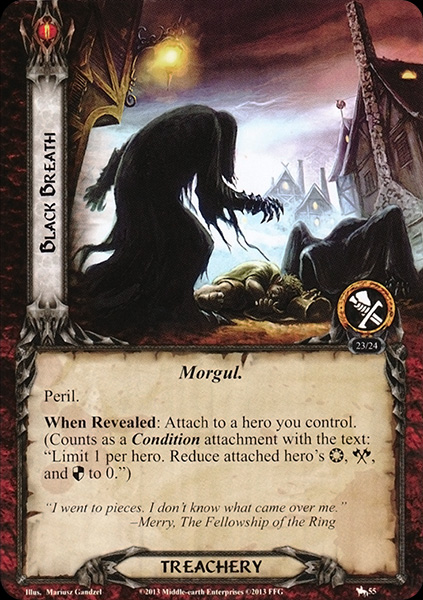 BLACK BREATH
23/24
Morgul.
Peril.
When Revealed: Attach to a hero you control.
(Counts as a Condition attachment with the text:
“Limit 1 per hero. Reduce attached hero’s , ,
and to 0.”)
“I went to pieces. I don’t know what came over me.”
–Merry, The Fellowship of the Ring
TREACHERY
Illus. Mariusz Gandzel ©2013 Middle-earth Enterprises ©2013 FFG 55